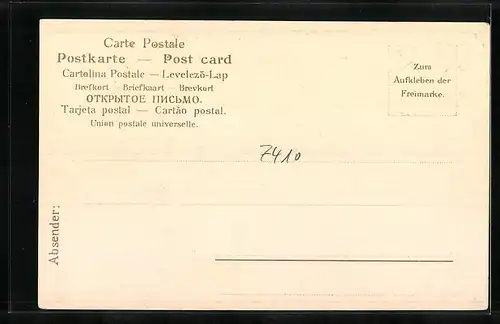 Carte Postale
Postkarte — Post card
Cartolina Postale — Levelező-Lap
Brefkort — Briefkaart — Brevkort
ОТКРЫТОЕ ПИСЬМО.
Tarjeta postal — Cartão postal.
Union postale universelle.
Zum
Aufkleben der
Freimarke.
7410
Absender: